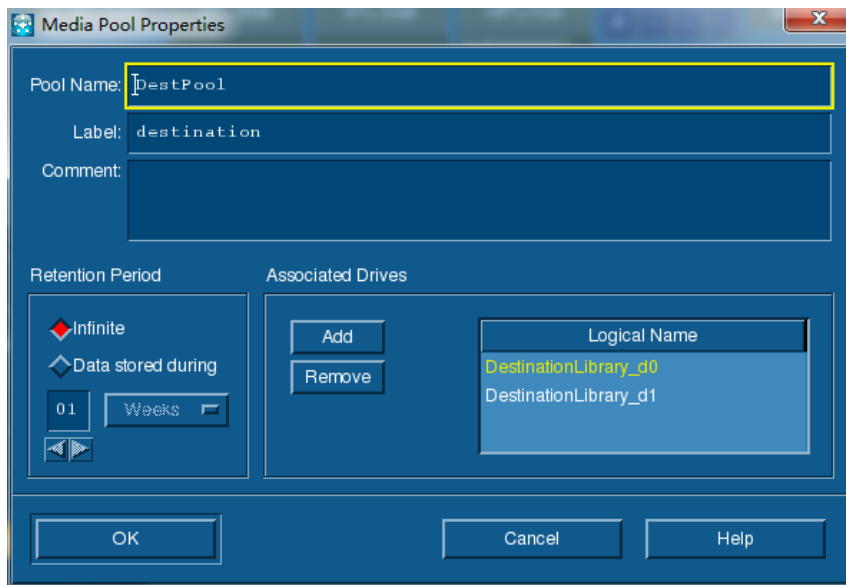 Media Pool Properties
Pool Name: DestPool
Label: destination
Comment:
Retention Period
Associated Drives
Infinite
Data stored during
01 Weeks
Add
Remove
Logical Name
DestinationLibrary_d0
DestinationLibrary_d1
OK
Cancel
Help